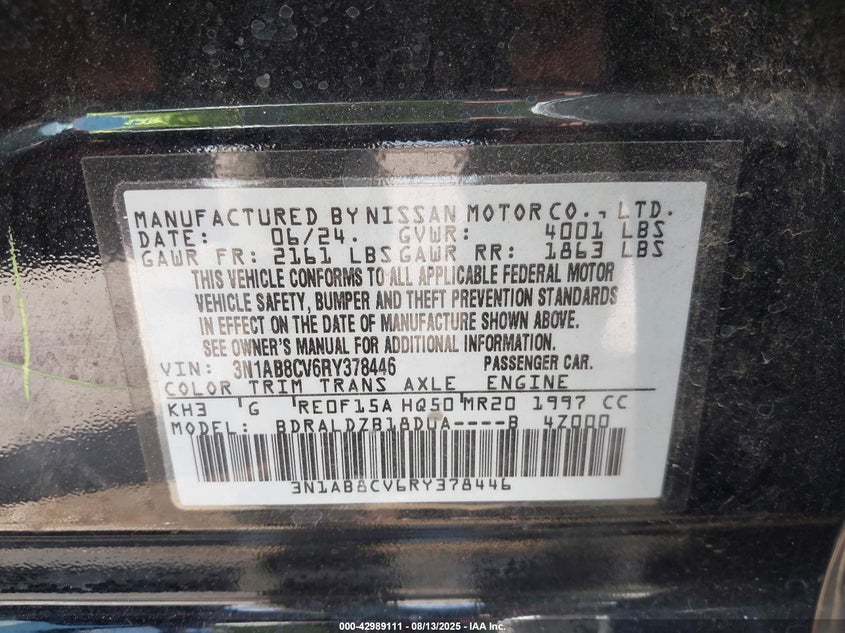 MANUFACTURED BY NISSAN MOTOR CO., LTD.
DATE: 06/24. GVWR: 4001 LBS
GAWR FR: 2161 LBS GAWR RR: 1863 LBS
THIS VEHICLE CONFORMS TO ALL APPLICABLE FEDERAL MOTOR
VEHICLE SAFETY, BUMPER AND THEFT PREVENTION STANDARDS
IN EFFECT ON THE DATE OF MANUFACTURE SHOWN ABOVE.
SEE OWNER'S MANUAL FOR ADDITIONAL INFORMATION.
VIN: 3N1AB8CV6RY378446 PASSENGER CAR.
COLOR TRIM TRANS AXLE ENGINE
KH3 G RE0F15A HQ50 MR20 1997 CC
MODEL: BDRALDZB18DUA----B 4Z000
3N1AB8CV6RY378446
000-42989111 - 08/13/2025 - IAA Inc.